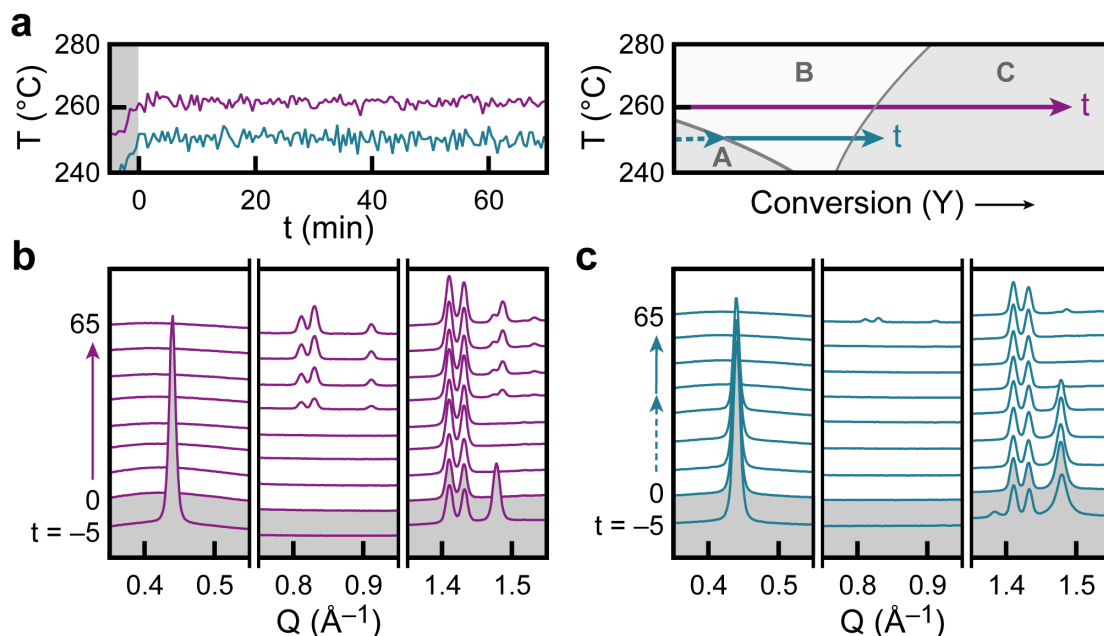 a
280
T (°C)
260
240
0
20
40
60
t (min)
280
T (°C)
260
240
A
B
C
t
t
Conversion (Y)
b
65
0
t = –5
0.4
0.5
0.8
0.9
1.4
1.5
Q (Å–1)
c
65
0
t = –5
0.4
0.5
0.8
0.9
1.4
1.5
Q (Å–1)